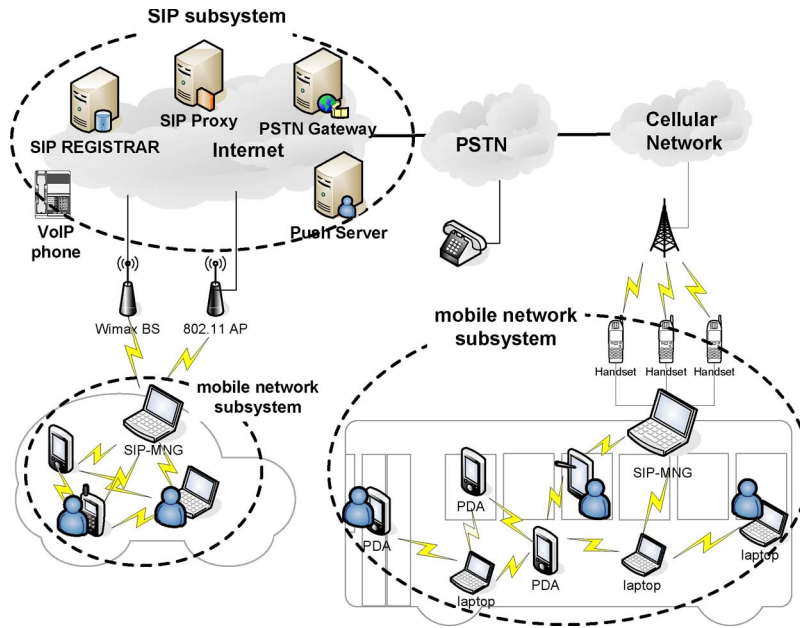 SIP subsystem
SIP Proxy
PSTN Gateway
SIP REGISTRAR
Internet
PSTN
Cellular
Network
VoIP
phone
Push Server
Wimax BS
802.11 AP
mobile network
subsystem
Handset
Handset
Handset
mobile network
subsystem
SIP-MNG
SIP-MNG
PDA
PDA
PDA
laptop
laptop
laptop